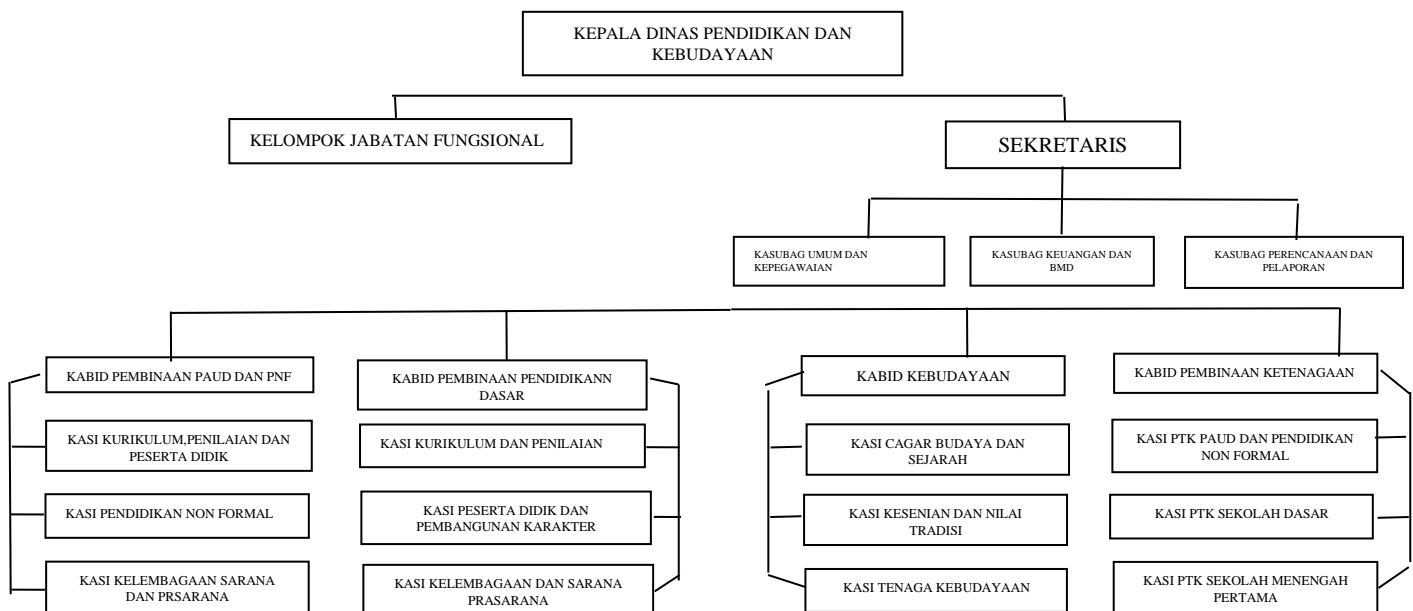 KEPALA DINAS PENDIDIKAN DAN
KEBUDAYAAN
KELOMPOK JABATAN FUNGSIONAL
SEKRETARIS
KASUBAG UMUM DAN
KEPEGAWAIAN
KASUBAG KEUANGAN DAN
BMD
KASUBAG PERENCANAAN DAN
PELAPORAN
KABID PEMBINAAN PAUD DAN PNF
KABID PEMBINAAN PENDIDIKANN
DASAR
KABID KEBUDAYAAN
KABID PEMBINAAN KETENAGAAN
KASI KURIKULUM,PENILAIAN DAN
PESERTA DIDIK
KASI KURIKULUM DAN PENILAIAN
KASI CAGAR BUDAYA DAN
SEJARAH
KASI PTK PAUD DAN PENDIDIKAN
NON FORMAL
KASI PENDIDIKAN NON FORMAL
KASI PESERTA DIDIK DAN
PEMBANGUNAN KARAKTER
KASI KESENIAN DAN NILAI
TRADISI
KASI PTK SEKOLAH DASAR
KASI KELEMBAGAAN SARANA
DAN PRSARANA
KASI KELEMBAGAAN DAN SARANA
PRASARANA
KASI TENAGA KEBUDAYAAN
KASI PTK SEKOLAH MENENGAH
PERTAMA